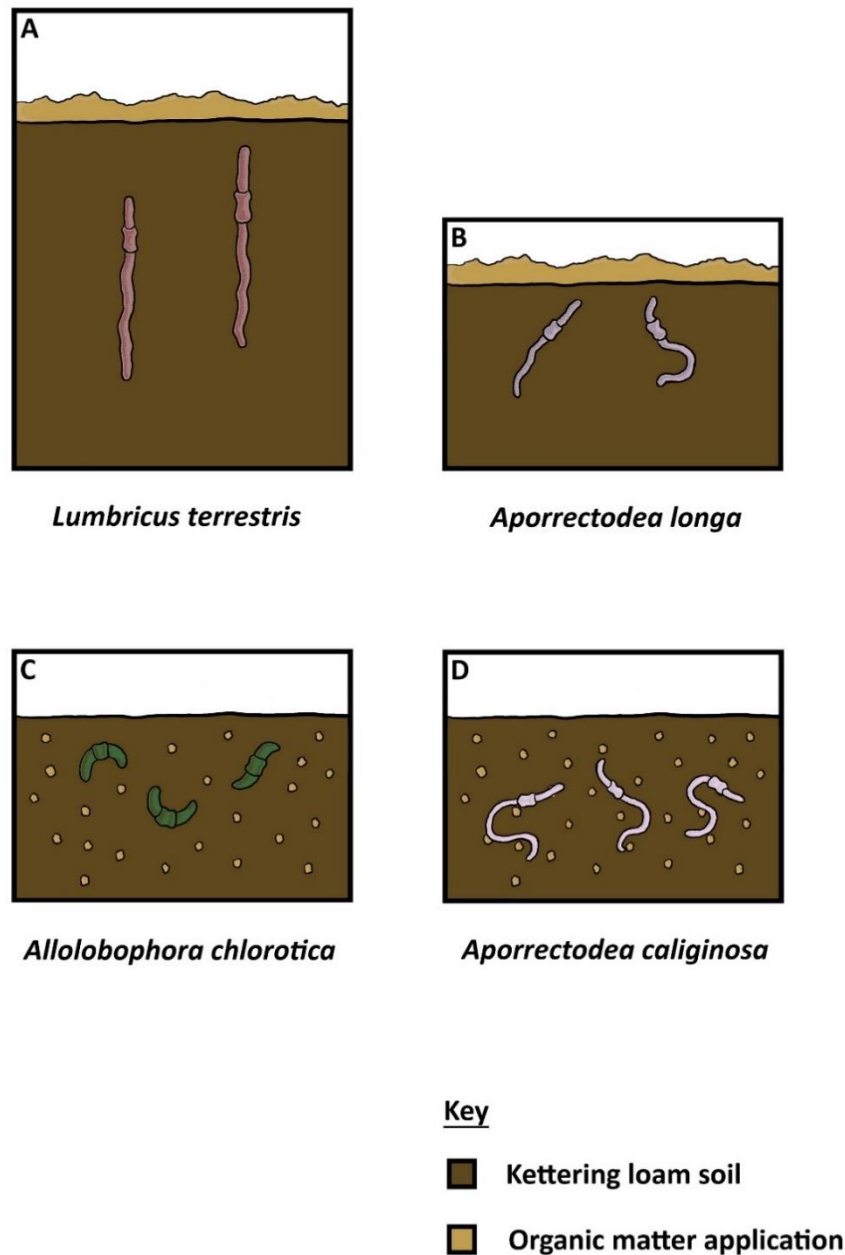 A
B
Lumbricus terrestris
Aporrectodea longa
C
D
Allolobophora chlorotica
Aporrectodea caliginosa
Key
Kettering loam soil
Organic matter application